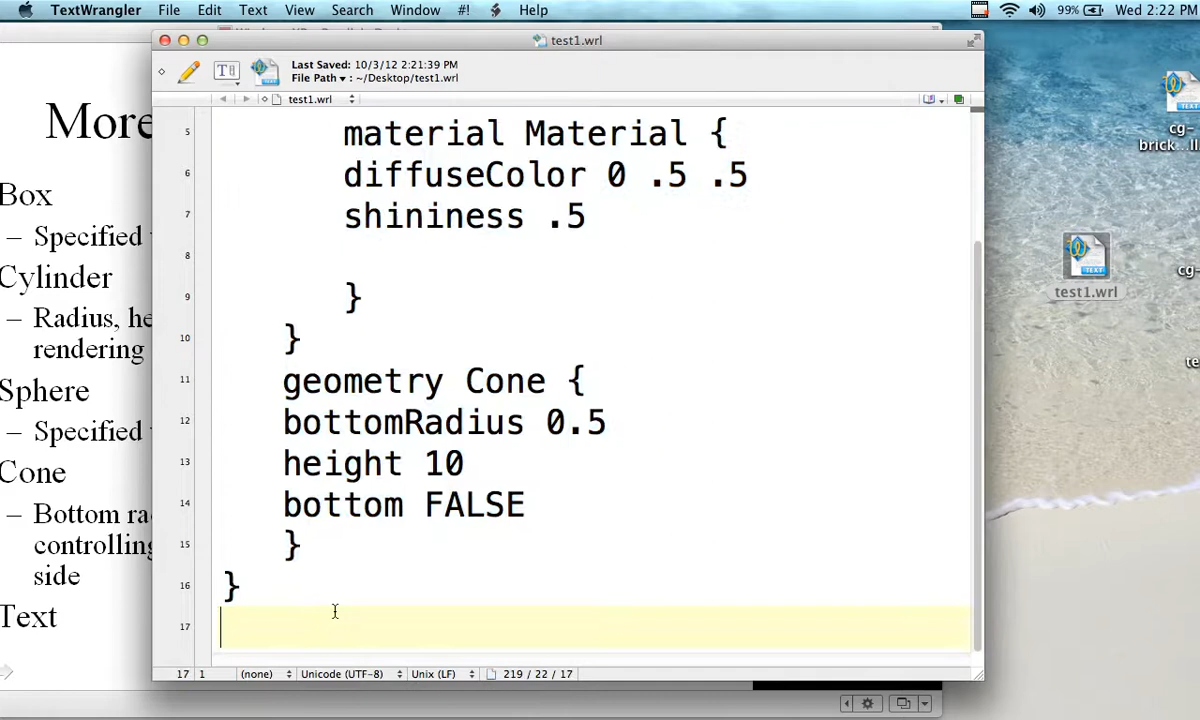 TextWrangler File Edit Text View Search Window #! Help 99% Wed 2:22 PM
test1.wrl
Last Saved: 10/3/12 2:21:39 PM
File Path : ~/Desktop/test1.wrl
test1.wrl
5 material Material {
6 diffuseColor 0 .5 .5
7 shininess .5
8
9 }
10 }
11 geometry Cone {
12 bottomRadius 0.5
13 height 10
14 bottom FALSE
15 }
16 }
17
17 1 (none) Unicode (UTF-8) Unix (LF) 219 / 22 / 17
More
Box
– Specified
Cylinder
– Radius, he
rendering
Sphere
– Specified
Cone
– Bottom ra
controlling
side
Text
cg-
brick...ll
test1.wrl
cg-
te